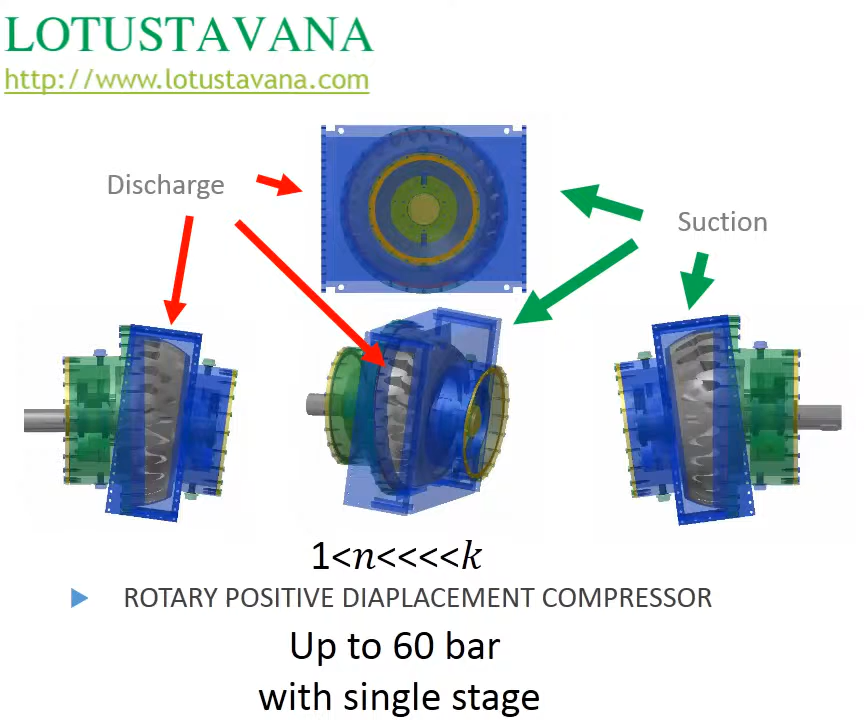 LOTUSTAVANA
http://www.lotustavana.com
Discharge
Suction
1<n<<<<k
ROTARY POSITIVE DIAPLACEMENT COMPRESSOR
Up to 60 bar
with single stage